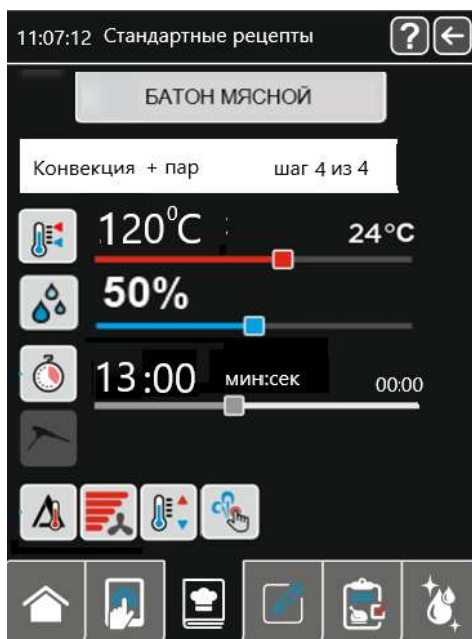 11:07:12 Стандартные рецепты ?
БАТОН МЯСНОЙ
Конвекция + пар шаг 4 из 4
120°C 24°C
50%
13:00 мин:сек 00:00